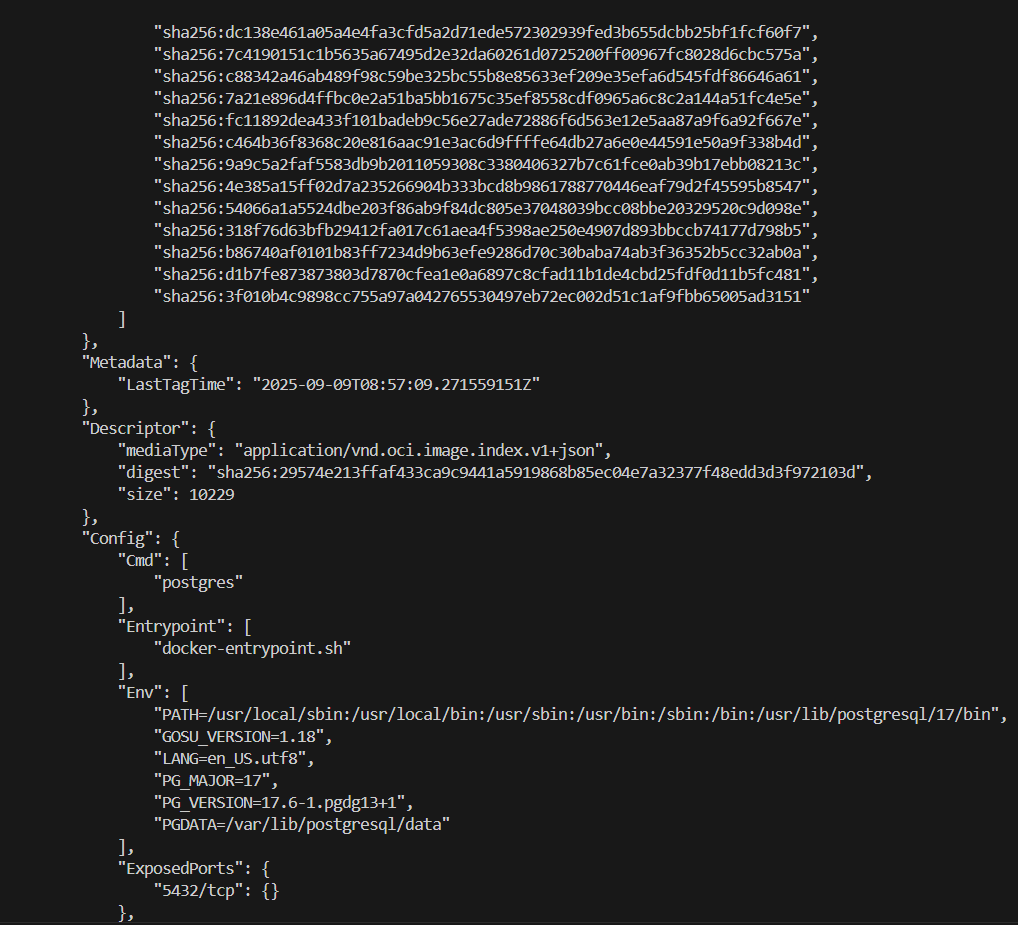 "sha256:dc138e461a05a4e4fa3cfd5a2d71ede572302939fed3b655dcbb25bf1fcf60f7",
"sha256:7c4190151c1b5635a67495d2e32da60261d0725200ff00967fc8028d6cbc575a",
"sha256:c88342a46ab489f98c59be325bc55b8e85633ef209e35efa6d545fdf86646a61",
"sha256:7a21e896d4ffbc0e2a51ba5bb1675c35ef8558cdf0965a6c8c2a144a51fc4e5e",
"sha256:fc11892dea433f101badeb9c56e27ade72886f6d563e12e5aa87a9f6a92f667e",
"sha256:c464b36f8368c20e816aac91e3ac6d9ffffe64db27a6e0e44591e50a9f338b4d",
"sha256:9a9c5a2faf5583db9b2011059308c3380406327b7c61fce0ab39b17ebb08213c",
"sha256:4e385a15ff02d7a235266904b333bcd8b9861788770446eaf79d2f45595b8547",
"sha256:54066a1a5524dbe203f86ab9f84dc805e37048039bcc08bbe20329520c9d098e",
"sha256:318f76d63bfb29412fa017c61aea4f5398ae250e4907d893bbccb74177d798b5",
"sha256:b86740af0101b83ff7234d9b63efe9286d70c30baba74ab3f36352b5cc32ab0a",
"sha256:d1b7fe873873803d7870cfea1e0a6897c8cfad11b1de4cbd25fdf0d11b5fc481",
"sha256:3f010b4c9898cc755a97a042765530497eb72ec002d51c1af9fbb65005ad3151"
]
},
"Metadata": {
"LastTagTime": "2025-09-09T08:57:09.271559151Z"
},
"Descriptor": {
"mediaType": "application/vnd.oci.image.index.v1+json",
"digest": "sha256:29574e213ffaf433ca9c9441a5919868b85ec04e7a32377f48edd3d3f972103d",
"size": 10229
},
"Config": {
"Cmd": [
"postgres"
],
"Entrypoint": [
"docker-entrypoint.sh"
],
"Env": [
"PATH=/usr/local/sbin:/usr/local/bin:/usr/sbin:/usr/bin:/sbin:/bin:/usr/lib/postgresql/17/bin",
"GOSU_VERSION=1.18",
"LANG=en_US.utf8",
"PG_MAJOR=17",
"PG_VERSION=17.6-1.pgdg13+1",
"PGDATA=/var/lib/postgresql/data"
],
"ExposedPorts": {
"5432/tcp": {}
},